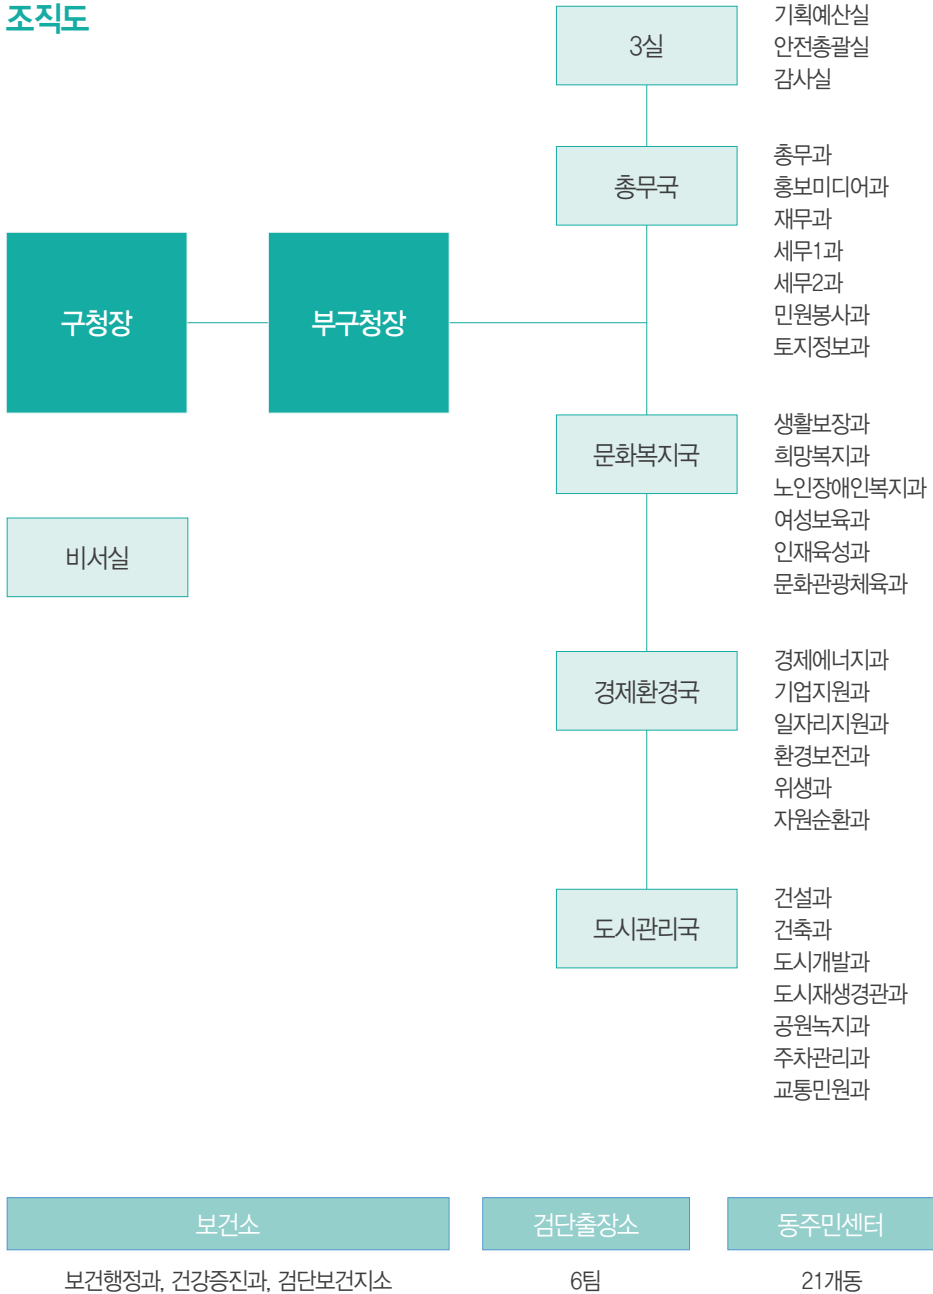 조직도
3실
기획예산실
안전총괄실
감사실
총무국
총무과
홍보미디어과
재무과
세무1과
세무2과
민원봉사과
토지정보과
구청장
부구청장
문화복지국
생활보장과
희망복지과
노인장애인복지과
여성보육과
인재육성과
문화관광체육과
비서실
경제환경국
경제에너지과
기업지원과
일자리지원과
환경보전과
위생과
자원순환과
도시관리국
건설과
건축과
도시개발과
도시재생경관과
공원녹지과
주차관리과
교통민원과
보건소
검단출장소
동주민센터
보건행정과, 건강증진과, 검단보건지소
6팀
21개동